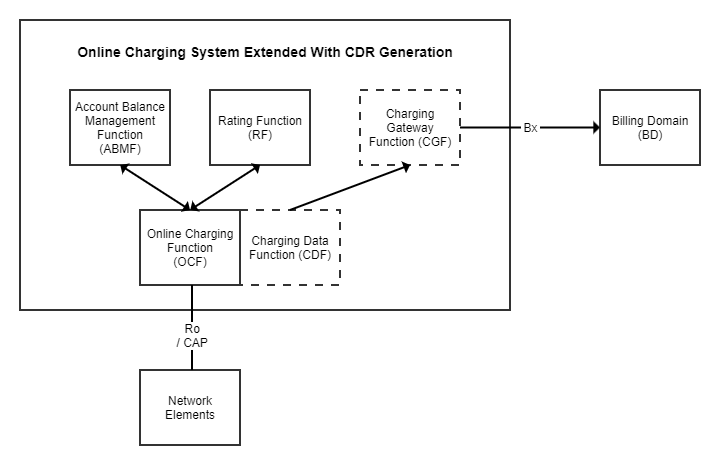 Online Charging System Extended With CDR Generation
Account Balance
Management
Function
(ABMF)
Rating Function
(RF)
Charging
Gateway
Function (CGF)
Bx
Billing Domain
(BD)
Online Charging
Function
(OCF)
Charging Data
Function (CDF)
Ro
/ CAP
Network
Elements